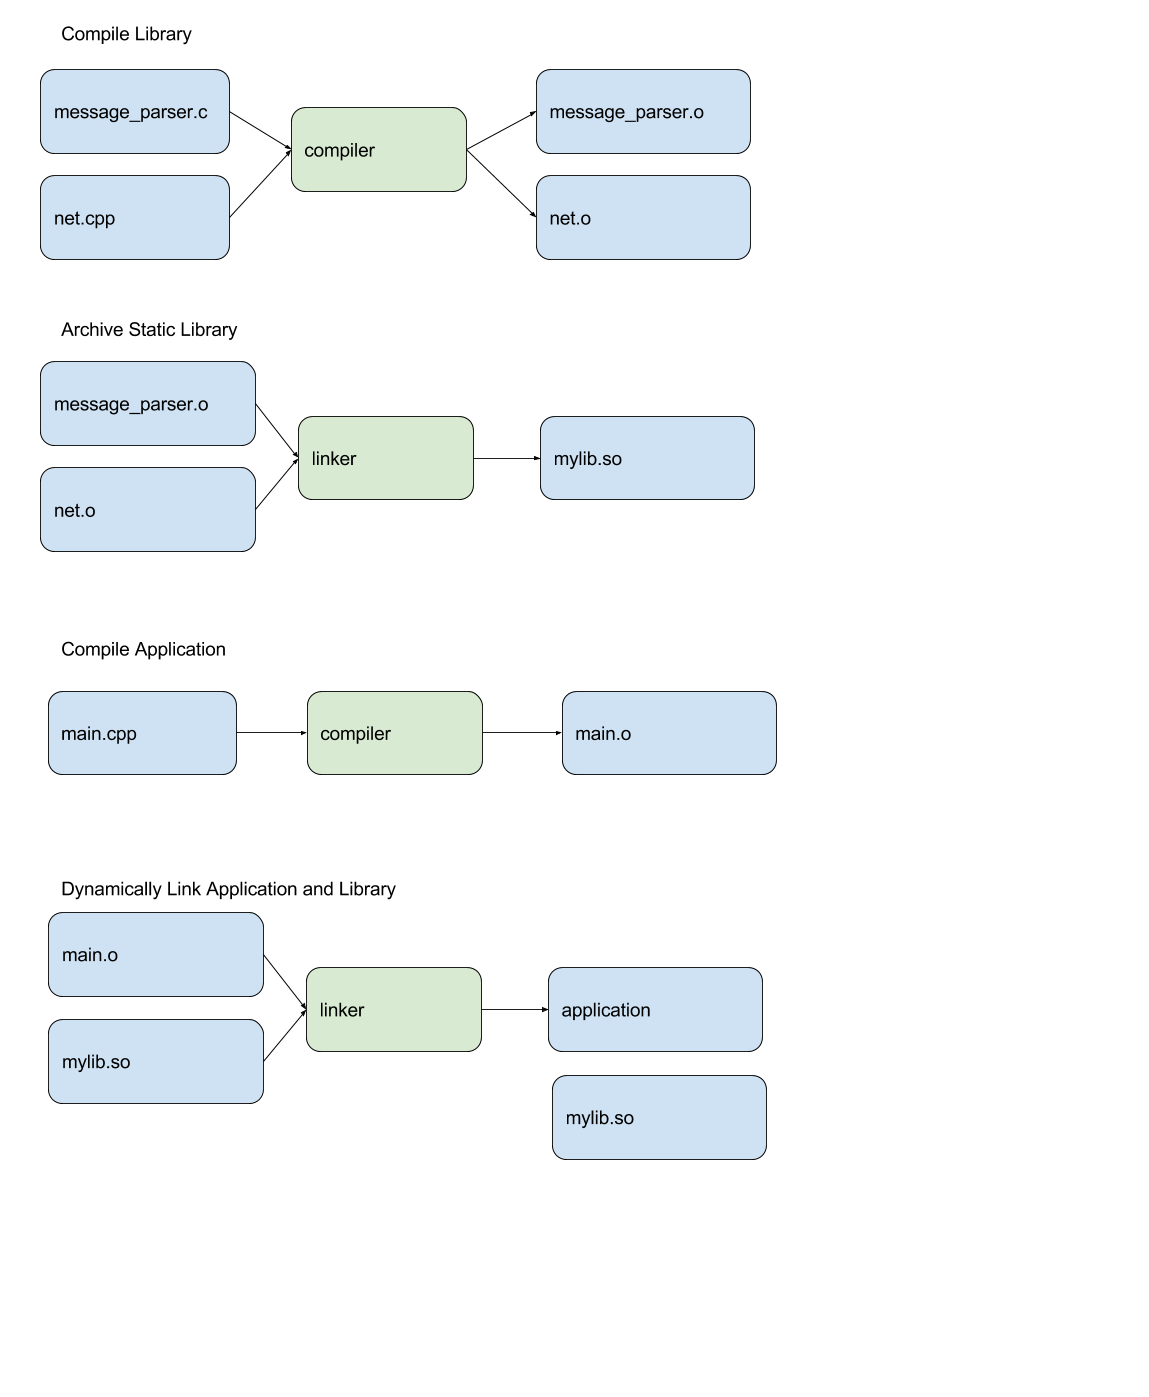 Compile Library
message_parser.c
compiler
message_parser.o
net.cpp
net.o
Archive Static Library
message_parser.o
linker
mylib.so
net.o
Compile Application
main.cpp
compiler
main.o
Dynamically Link Application and Library
main.o
linker
application
mylib.so
mylib.so